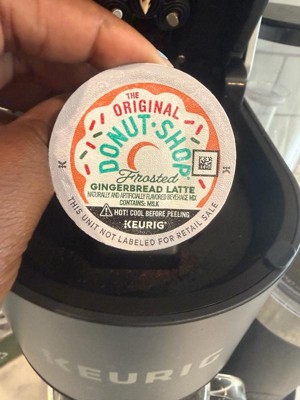 THE
ORIGINAL
DONUT·SHOP
Frosted
GINGERBREAD LATTE
NATURALLY AND ARTIFICIALLY FLAVORED BEVERAGE MIX
CONTAINS: MILK
HOT! COOL BEFORE PEELING
KEURIG®
THIS UNIT NOT LABELED FOR RETAIL SALE
K
K
KEURIG